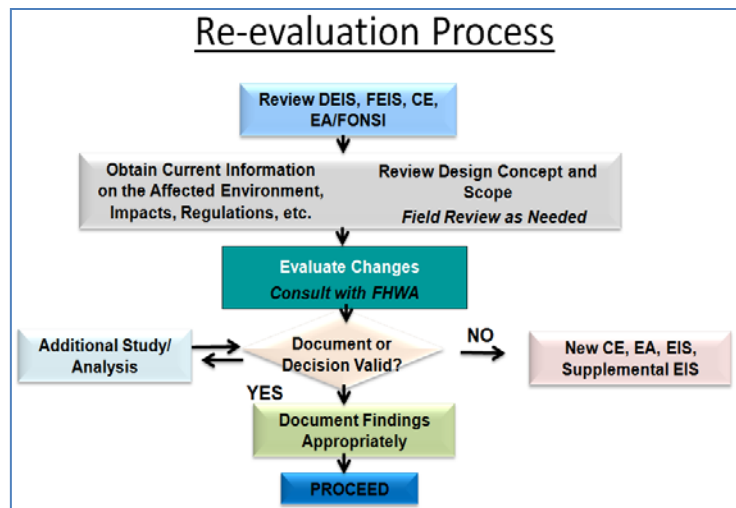 Re-evaluation Process
Review DEIS, FEIS, CE,
EA/FONSI
Obtain Current Information
on the Affected Environment,
Impacts, Regulations, etc.
Review Design Concept and
Scope
Field Review as Needed
Evaluate Changes
Consult with FHWA
Additional Study/
Analysis
Document or
Decision Valid?
NO
New CE, EA, EIS,
Supplemental EIS
YES
Document Findings
Appropriately
PROCEED